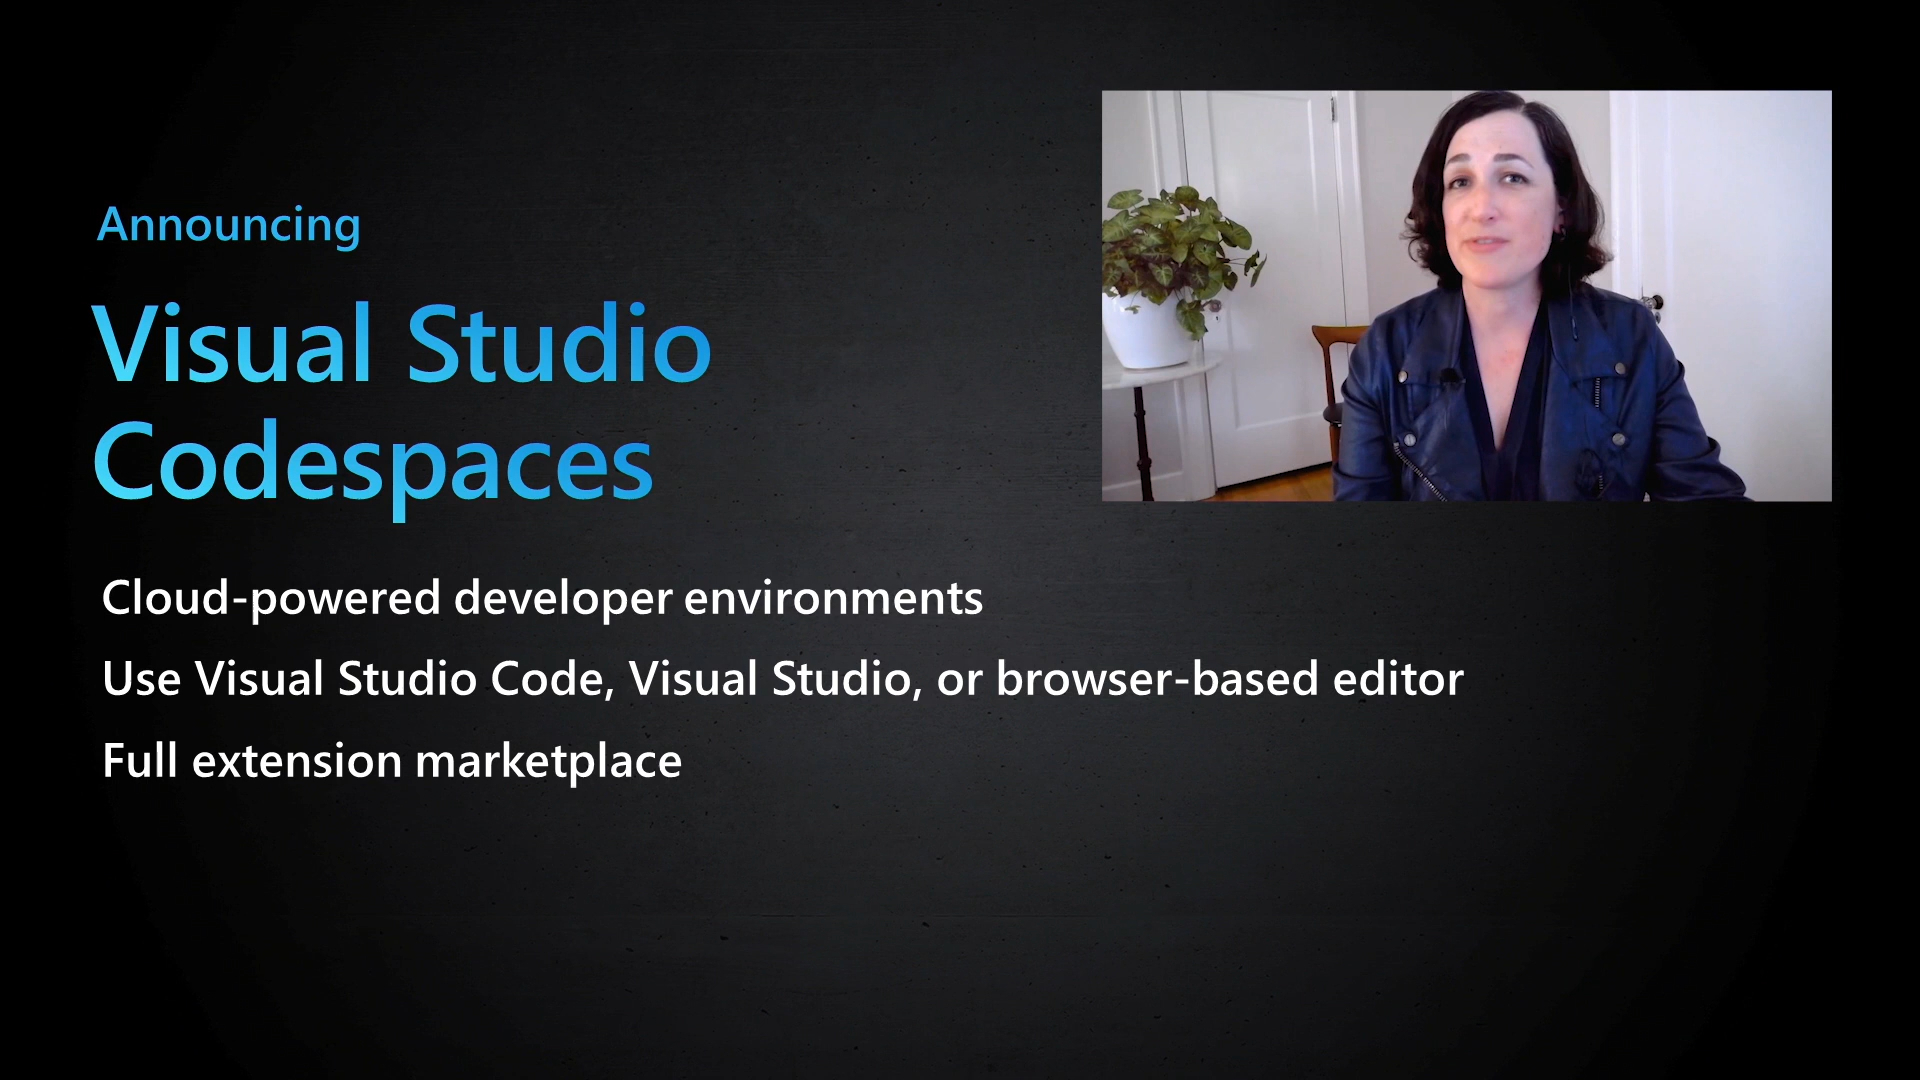 Announcing
Visual Studio
Codespaces
Cloud-powered developer environments
Use Visual Studio Code, Visual Studio, or browser-based editor
Full extension marketplace